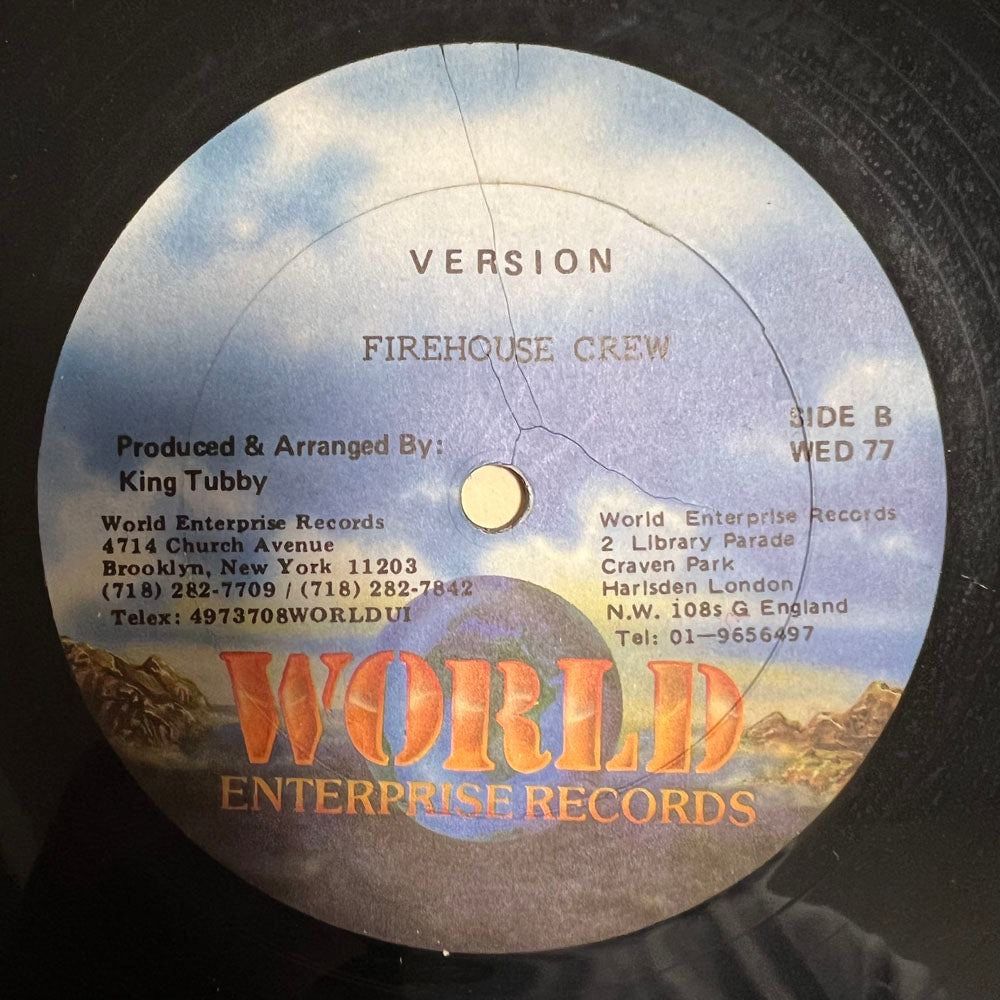 VERSION
FIREHOUSE CREW
SIDE B
WED 77
Produced & Arranged By:
King Tubby
World Enterprise Records
4714 Church Avenue
Brooklyn, New York 11203
(718) 282-7709 / (718) 282-7842
Telex: 4973708WORLDUI
World Enterprise Records
2 Library Parade
Craven Park
Harlsden London
N.W. i08s G England
Tel: 01—9656497
WORLD
ENTERPRISE RECORDS